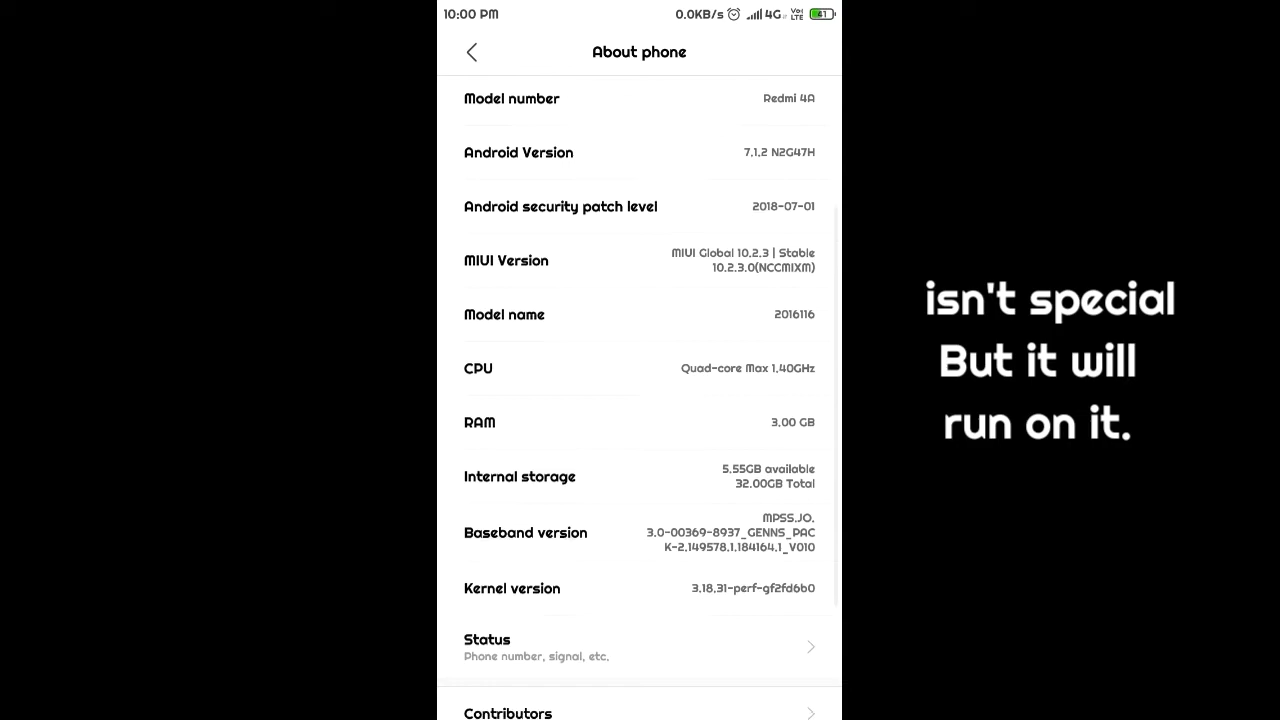 10:00 PM 0.0KB/s 4G Vo LTE 41
About phone
Model number Redmi 4A
Android Version 7.1.2 N2G47H
Android security patch level 2018-07-01
MIUI Version MIUI Global 10.2.3 | Stable
10.2.3.0(NCCMIXM)
Model name 2016116
CPU Quad-core Max 1.40GHz
RAM 3.00 GB
Internal storage 5.55GB available
32.00GB Total
Baseband version MPSS.JO.
3.0-00369-8937_GENNS_PAC
K-2.149578.1.184164.1_V010
Kernel version 3.18.31-perf-gf2fd6b0
Status
Phone number, signal, etc.
Contributors
isn't special
But it will
run on it.